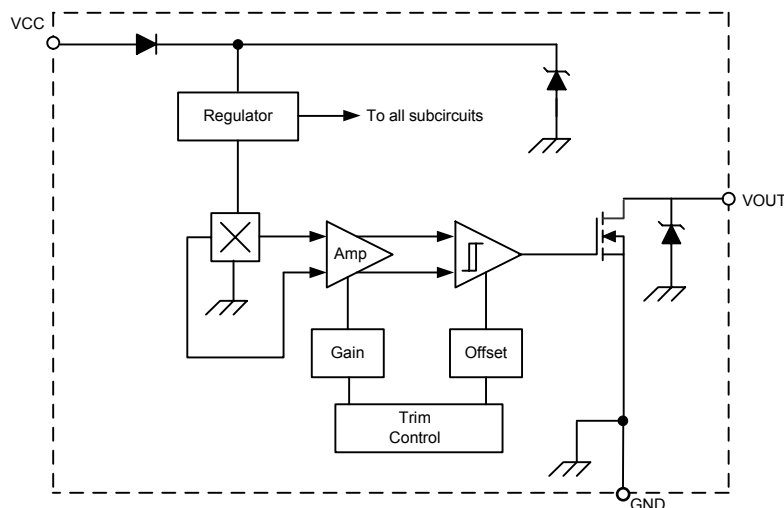 VCC
Regulator
To all subcircuits
VOUT
Amp
Gain
Offset
Trim
Control
GND